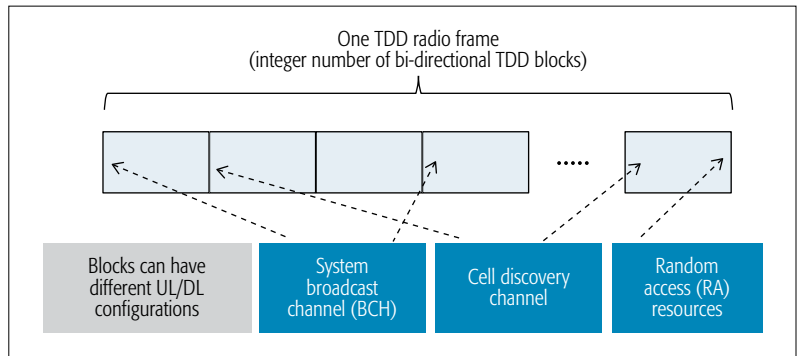 One TDD radio frame
(integer number of bi-directional TDD blocks)
.....
Blocks can have
different UL/DL
configurations
System
broadcast
channel (BCH)
Cell discovery
channel
Random
access (RA)
resources